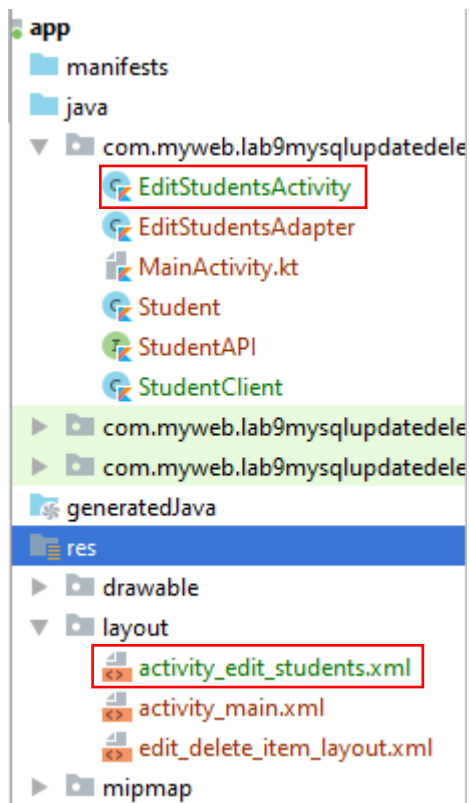 app
manifests
java
com.myweb.lab9mysqlupdatedele
EditStudentsActivity
EditStudentsAdapter
MainActivity.kt
Student
StudentAPI
StudentClient
com.myweb.lab9mysqlupdatedele
com.myweb.lab9mysqlupdatedele
generatedJava
res
drawable
layout
activity_edit_students.xml
activity_main.xml
edit_delete_item_layout.xml
mipmap